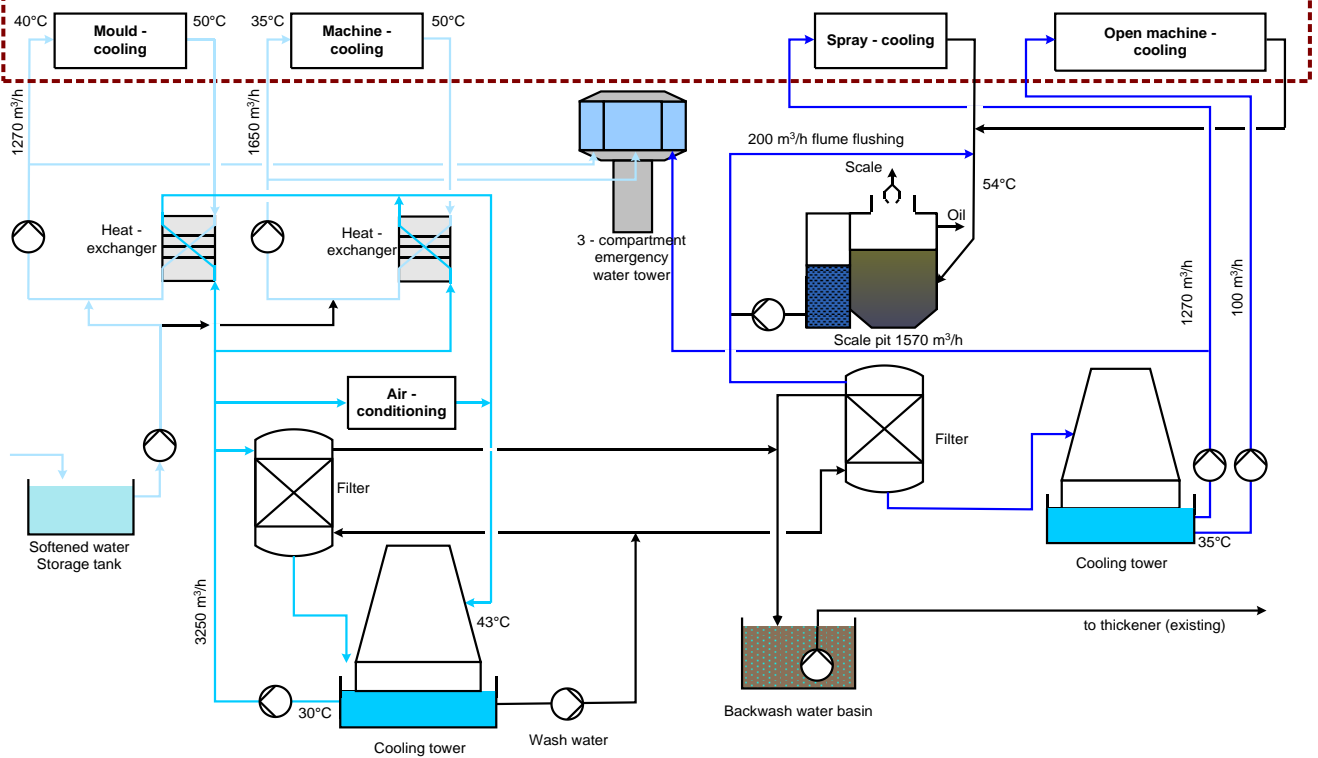 40°C
Mould -
cooling
50°C
35°C
Machine -
cooling
50°C
Spray - cooling
Open machine -
cooling
1270 m³/h
1650 m³/h
200 m³/h flume flushing
Scale
54°C
Oil
Heat -
exchanger
Heat -
exchanger
3 - compartment
emergency
water tower
1270 m³/h
100 m³/h
Scale pit 1570 m³/h
Air -
conditioning
Filter
Filter
Softened water
Storage tank
35°C
Cooling tower
3250 m³/h
43°C
to thickener (existing)
30°C
Backwash water basin
Wash water
Cooling tower